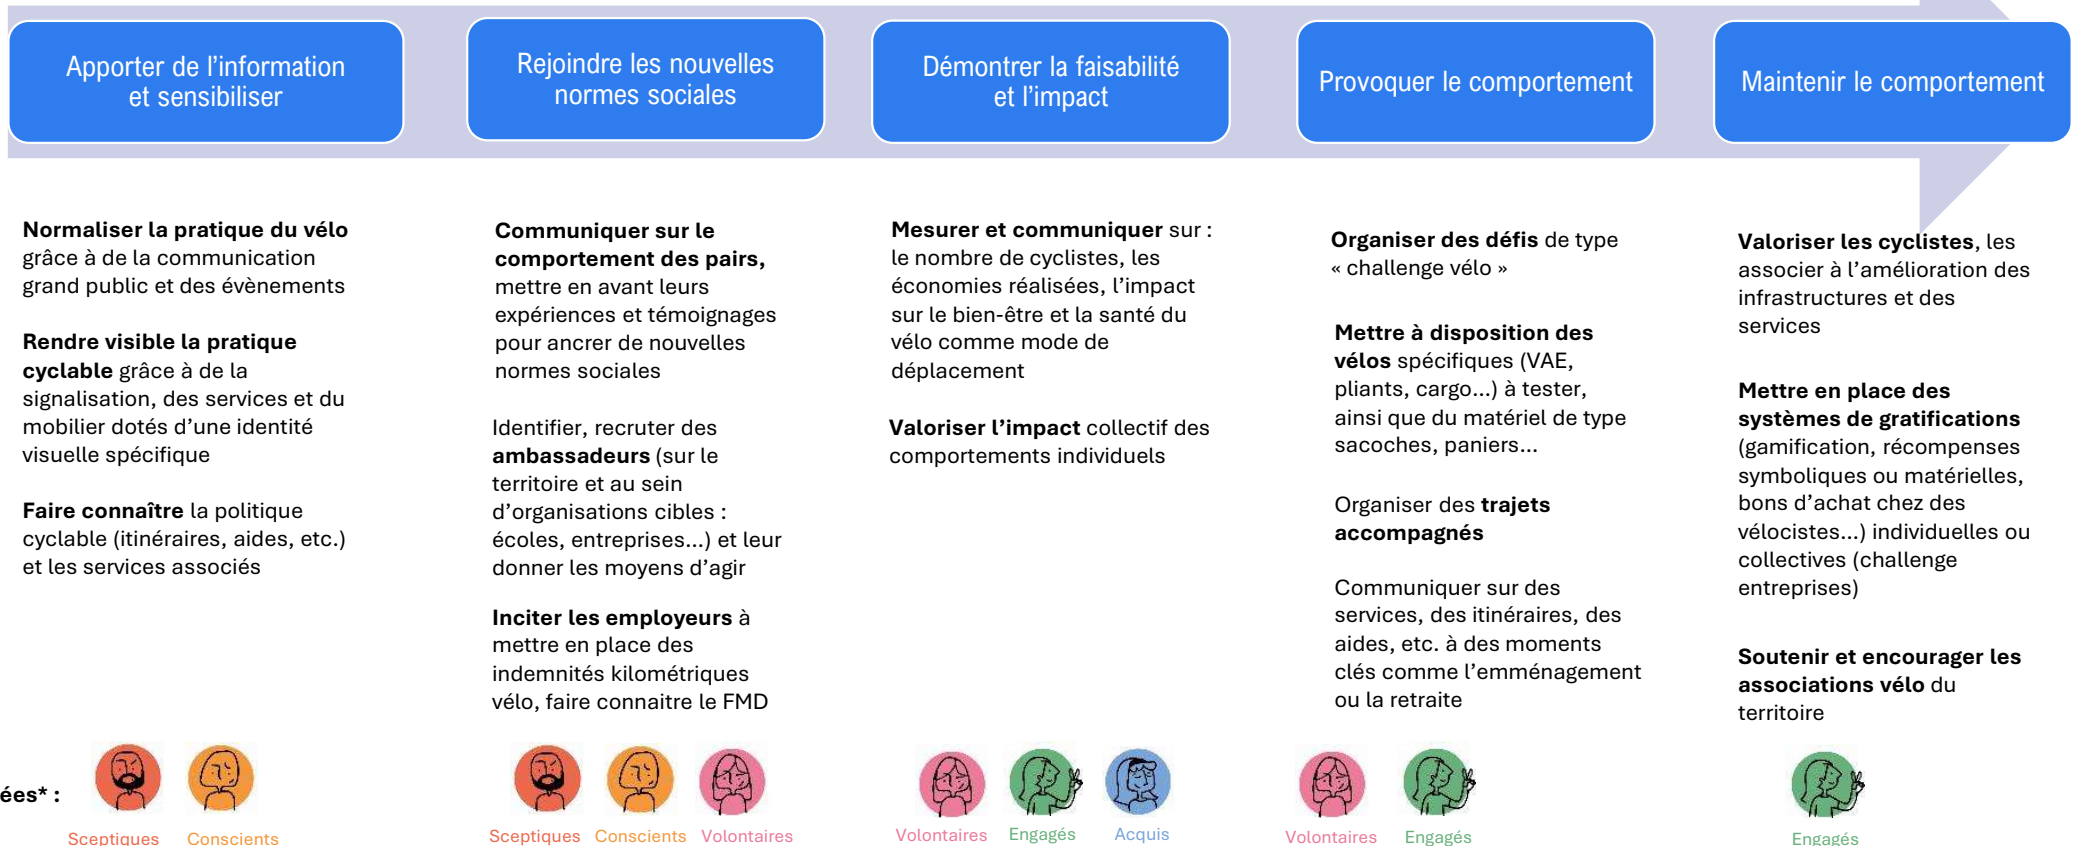 Apporter de l'information
et sensibiliser
Rejoindre les nouvelles
normes sociales
Démontrer la faisabilité
et l'impact
Provoquer le comportement
Maintenir le comportement
Normaliser la pratique du vélo
grâce à de la communication
grand public et des évènements
Rendre visible la pratique
cyclable grâce à de la
signalisation, des services et du
mobilier dotés d'une identité
visuelle spécifique
Faire connaître la politique
cyclable (itinéraires, aides, etc.)
et les services associés
Communiquer sur le
comportement des pairs,
mettre en avant leurs
expériences et témoignages
pour ancrer de nouvelles
normes sociales
Identifier, recruter des
ambassadeurs (sur le
territoire et au sein
d'organisations cibles :
écoles, entreprises...) et leur
donner les moyens d'agir
Inciter les employeurs à
mettre en place des
indemnités kilométriques
vélo, faire connaitre le FMD
Mesurer et communiquer sur :
le nombre de cyclistes, les
économies réalisées, l'impact
sur le bien-être et la santé du
vélo comme mode de
déplacement
Valoriser l'impact collectif des
comportements individuels
Organiser des défis de type
« challenge vélo »
Mettre à disposition des
vélos spécifiques (VAE,
pliants, cargo...) à tester,
ainsi que du matériel de type
sacoches, paniers...
Organiser des trajets
accompagnés
Communiquer sur des
services, des itinéraires, des
aides, etc. à des moments
clés comme l'emménagement
ou la retraite
Valoriser les cyclistes, les
associer à l'amélioration des
infrastructures et des
services
Mettre en place des
systèmes de gratifications
(gamification, récompenses
symboliques ou matérielles,
bons d'achat chez des
vélocistes...) individuelles ou
collectives (challenge
entreprises)
Soutenir et encourager les
associations vélo du
territoire
ées* :
Sceptiques Conscients
Sceptiques Conscients Volontaires
Volontaires Engagés Acquis
Volontaires Engagés
Engagés